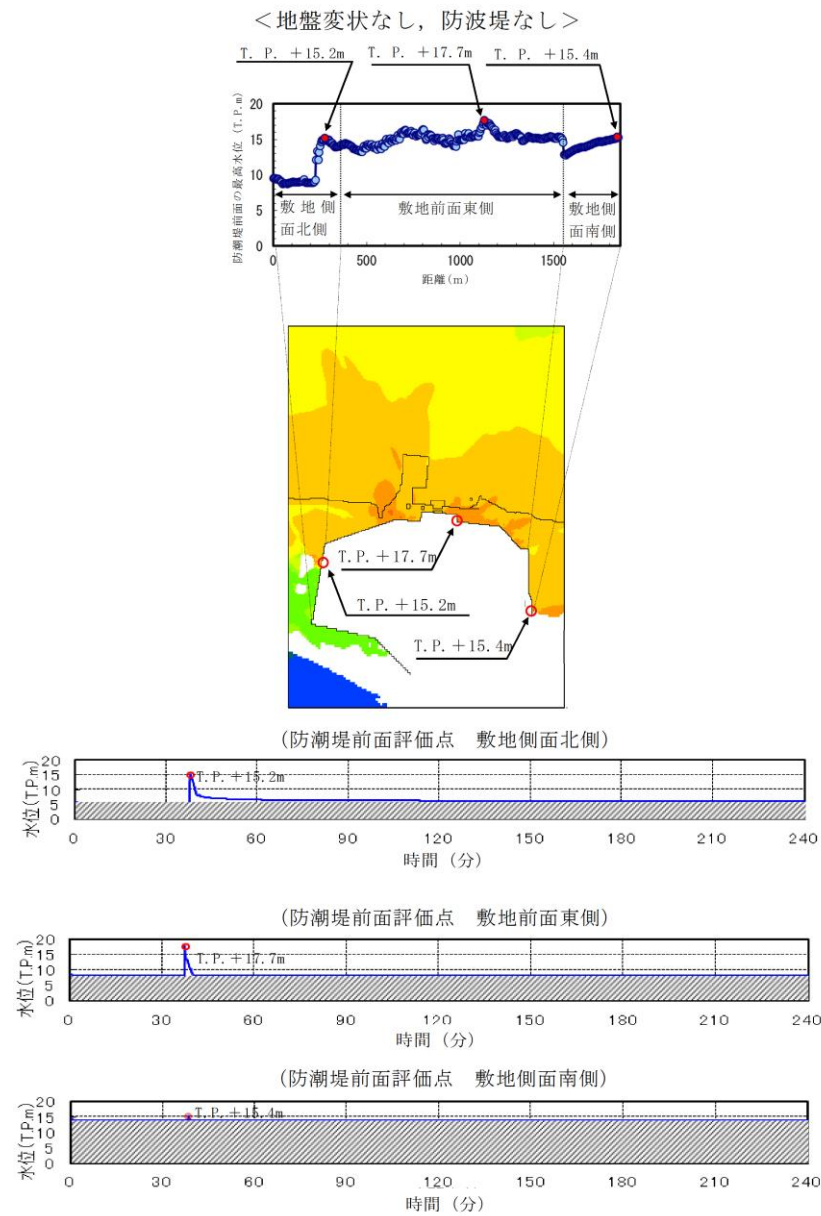 ＜地盤変状なし，防波堤なし＞
T. P. ＋15.2m
T. P. ＋17.7m
T. P. ＋15.4m
防潮堤前面の最高水位（T.P.m）
20
15
10
5
0
敷地側
面北側
敷地前面東側
敷地側
面南側
0
500
1000
1500
距離(m)
T.P.＋17.7m
T.P.＋15.2m
T.P.＋15.4m
(防潮堤前面評価点　敷地側面北側)
水位(T.P.m)
20
15
10
5
0
T.P.＋15.2m
0 30 60 90 120 150 180 210 240
時間（分）
(防潮堤前面評価点　敷地前面東側)
水位(T.P.m)
20
15
10
5
0
T.P.＋17.7m
0 30 60 90 120 150 180 210 240
時間（分）
(防潮堤前面評価点　敷地側面南側)
水位(T.P.m)
20
15
10
5
0
T.P.＋15.4m
0 30 60 90 120 150 180 210 240
時間（分）